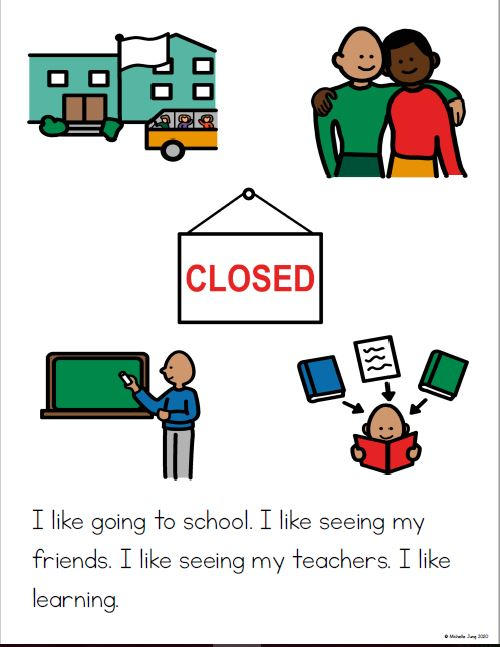 CLOSED
I like going to school. I like seeing my
friends. I like seeing my teachers. I like
learning.
© Michelle Jung 2020